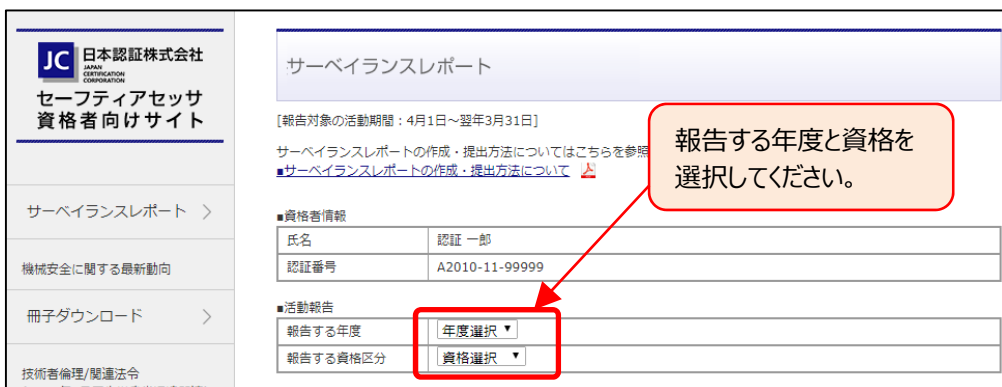 JC 日本認証株式会社
JAPAN
CERTIFICATION
CORPORATION
セーフティアセッサ
資格者向けサイト
サーベイランスレポート
機械安全に関する最新動向
冊子ダウンロード
技術者倫理/関連法令
サーベイランスレポート
[報告対象の活動期間：4月1日～翌年3月31日]
サーベイランスレポートの作成・提出方法についてはこちらを参照
■サーベイランスレポートの作成・提出方法について
報告する年度と資格を
選択してください。
■資格者情報
氏名 認証 一郎
認証番号 A2010-11-99999
■活動報告
報告する年度 年度選択▼
報告する資格区分 資格選択 ▼